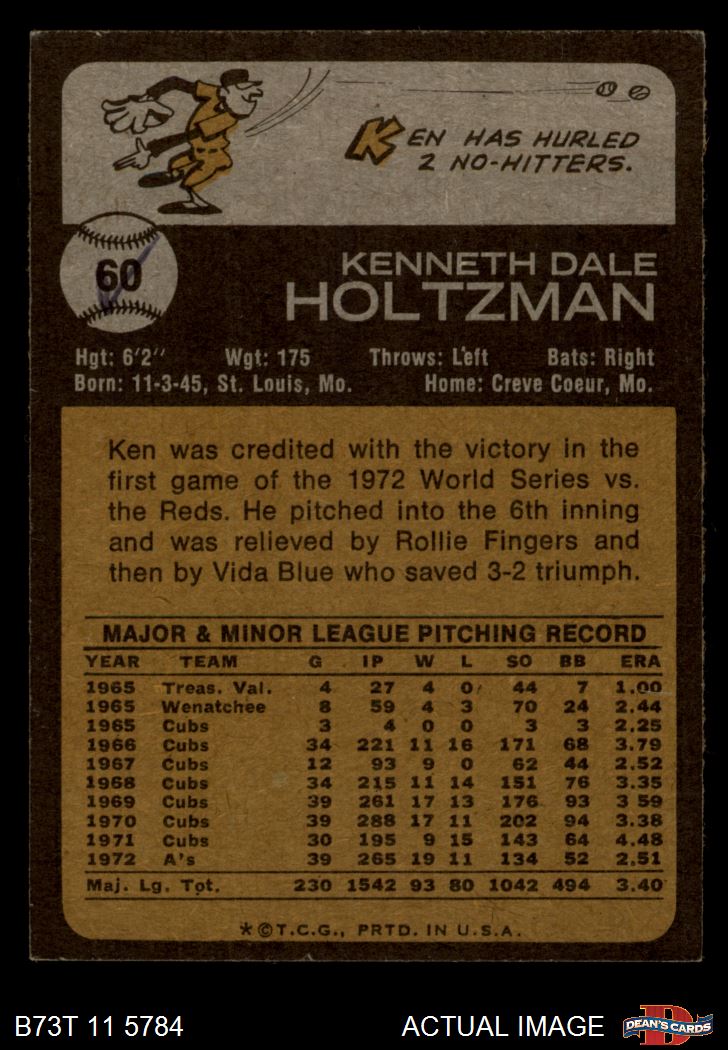 KEN HAS HURLED
2 NO-HITTERS.
60
KENNETH DALE
HOLTZMAN
Hgt: 6'2" Wgt: 175 Throws: Left Bats: Right
Born: 11-3-45, St. Louis, Mo. Home: Creve Coeur, Mo.
Ken was credited with the victory in the
first game of the 1972 World Series vs.
the Reds. He pitched into the 6th inning
and was relieved by Rollie Fingers and
then by Vida Blue who saved 3-2 triumph.
MAJOR & MINOR LEAGUE PITCHING RECORD
YEAR TEAM G IP W L SO BB ERA
1965 Treas. Val. 4 27 4 0 44 7 1.00
1965 Wenatchee 8 59 4 3 70 24 2.44
1965 Cubs 3 4 0 0 3 3 2.25
1966 Cubs 34 221 11 16 171 68 3.79
1967 Cubs 12 93 9 0 62 44 2.52
1968 Cubs 34 215 11 14 151 76 3.35
1969 Cubs 39 261 17 13 176 93 3 59
1970 Cubs 39 288 17 11 202 94 3.38
1971 Cubs 30 195 9 15 143 64 4.48
1972 A's 39 265 19 11 134 52 2.51
Maj. Lg. Tot. 230 1542 93 80 1042 494 3.40
*©T.C.G., PRTD. IN U.S.A.
B73T 11 5784 ACTUAL IMAGE
D
DEAN'S CARDS